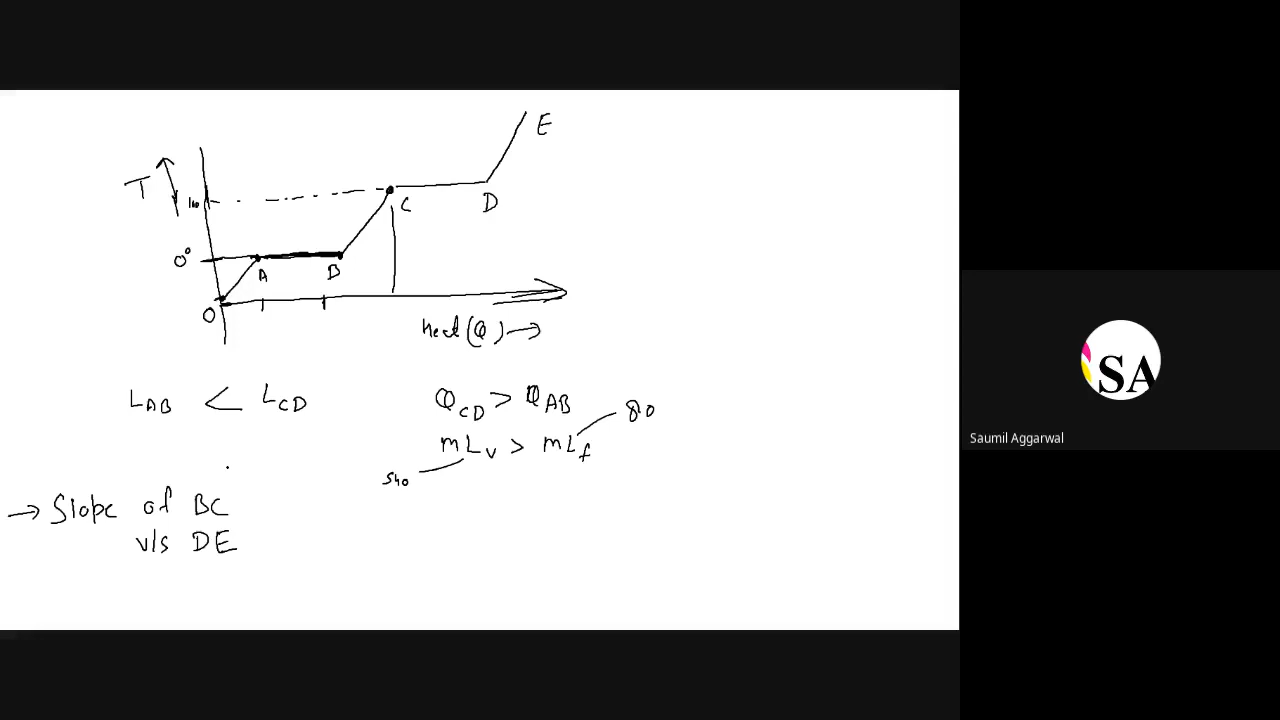 E
T
100
C
D
0°
A
B
O
heat (Q) →
L_AB < L_CD
Q_CD > Q_AB
80
mL_v > mL_f
540
→ Slope of BC
v/s DE
SA
Saumil Aggarwal